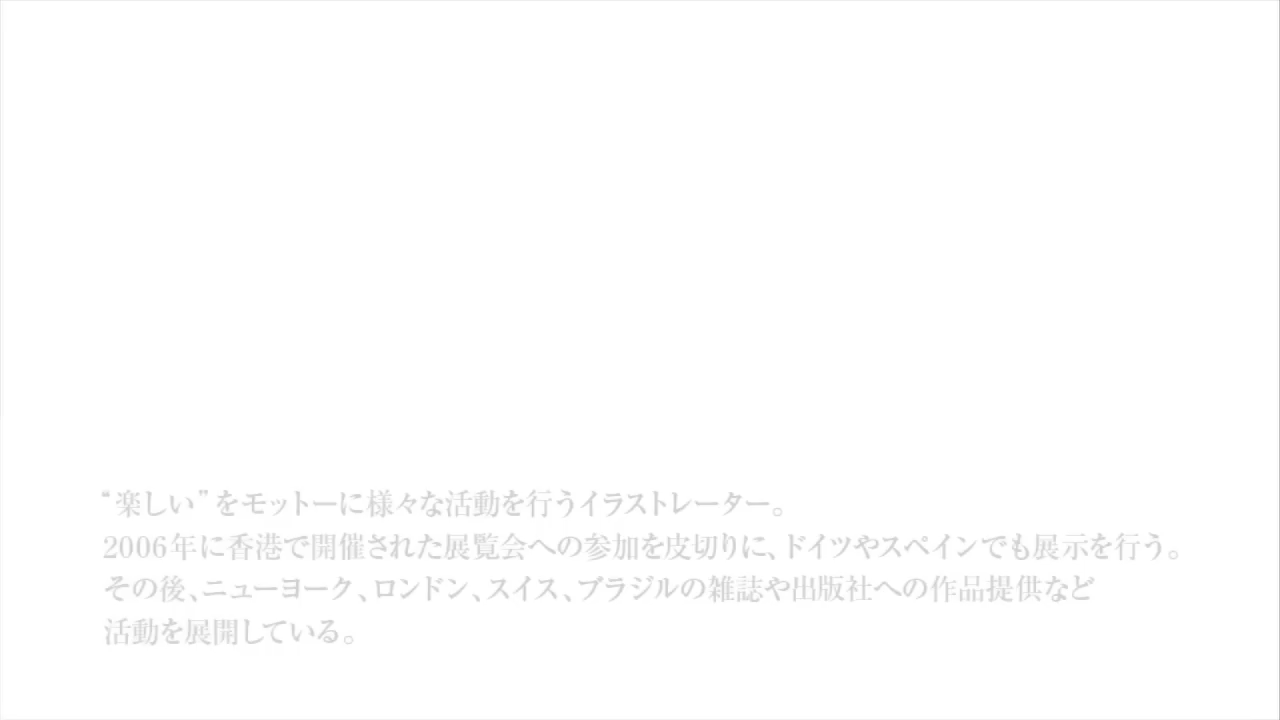 “楽しい”をモットーに様々な活動を行うイラストレーター。
2006年に香港で開催された展覧会への参加を皮切りに、ドイツやスペインでも展示を行う。
その後、ニューヨーク、ロンドン、スイス、ブラジルの雑誌や出版社への作品提供など
活動を展開している。